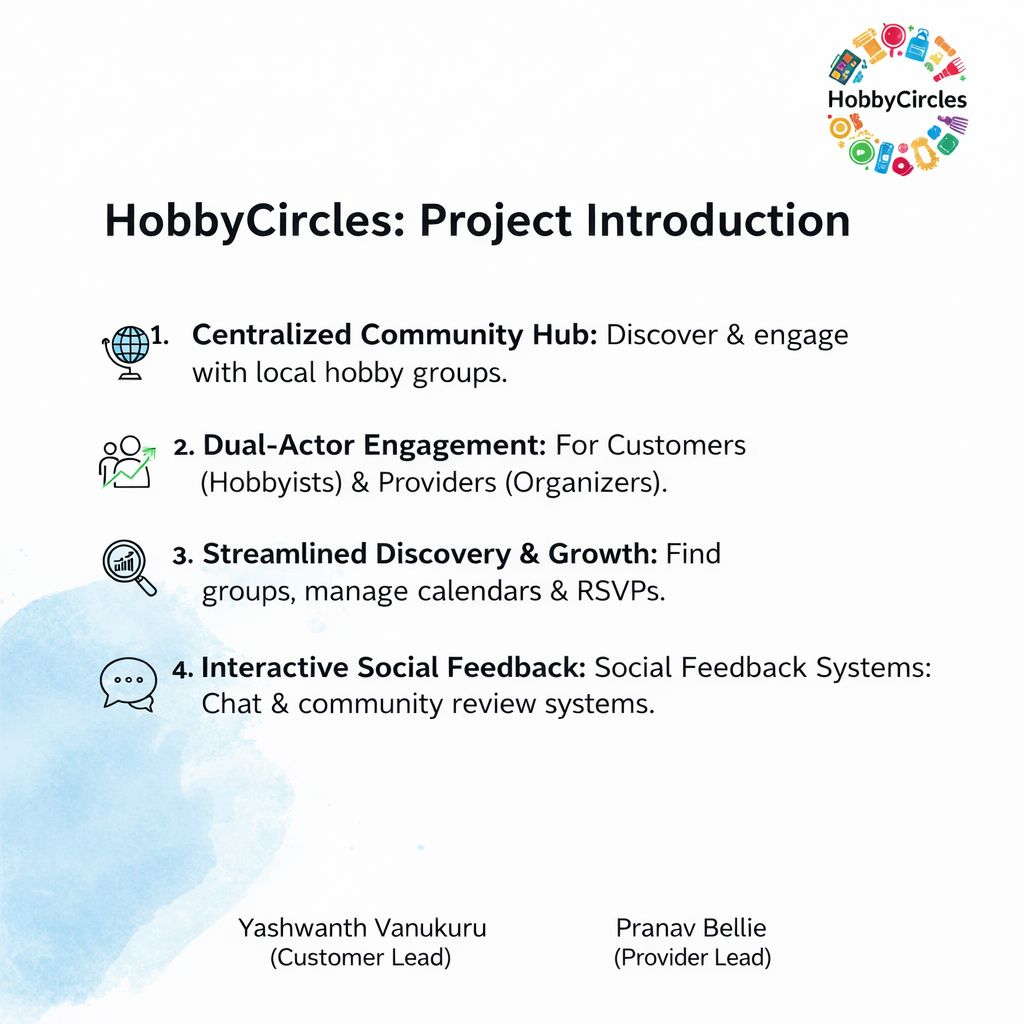 HobbyCircles
HobbyCircles: Project Introduction
1. Centralized Community Hub: Discover & engage
with local hobby groups.
2. Dual-Actor Engagement: For Customers
(Hobbyists) & Providers (Organizers).
3. Streamlined Discovery & Growth: Find
groups, manage calendars & RSVPs.
4. Interactive Social Feedback: Social Feedback Systems:
Chat & community review systems.
Yashwanth Vanukuru
(Customer Lead)
Pranav Bellie
(Provider Lead)